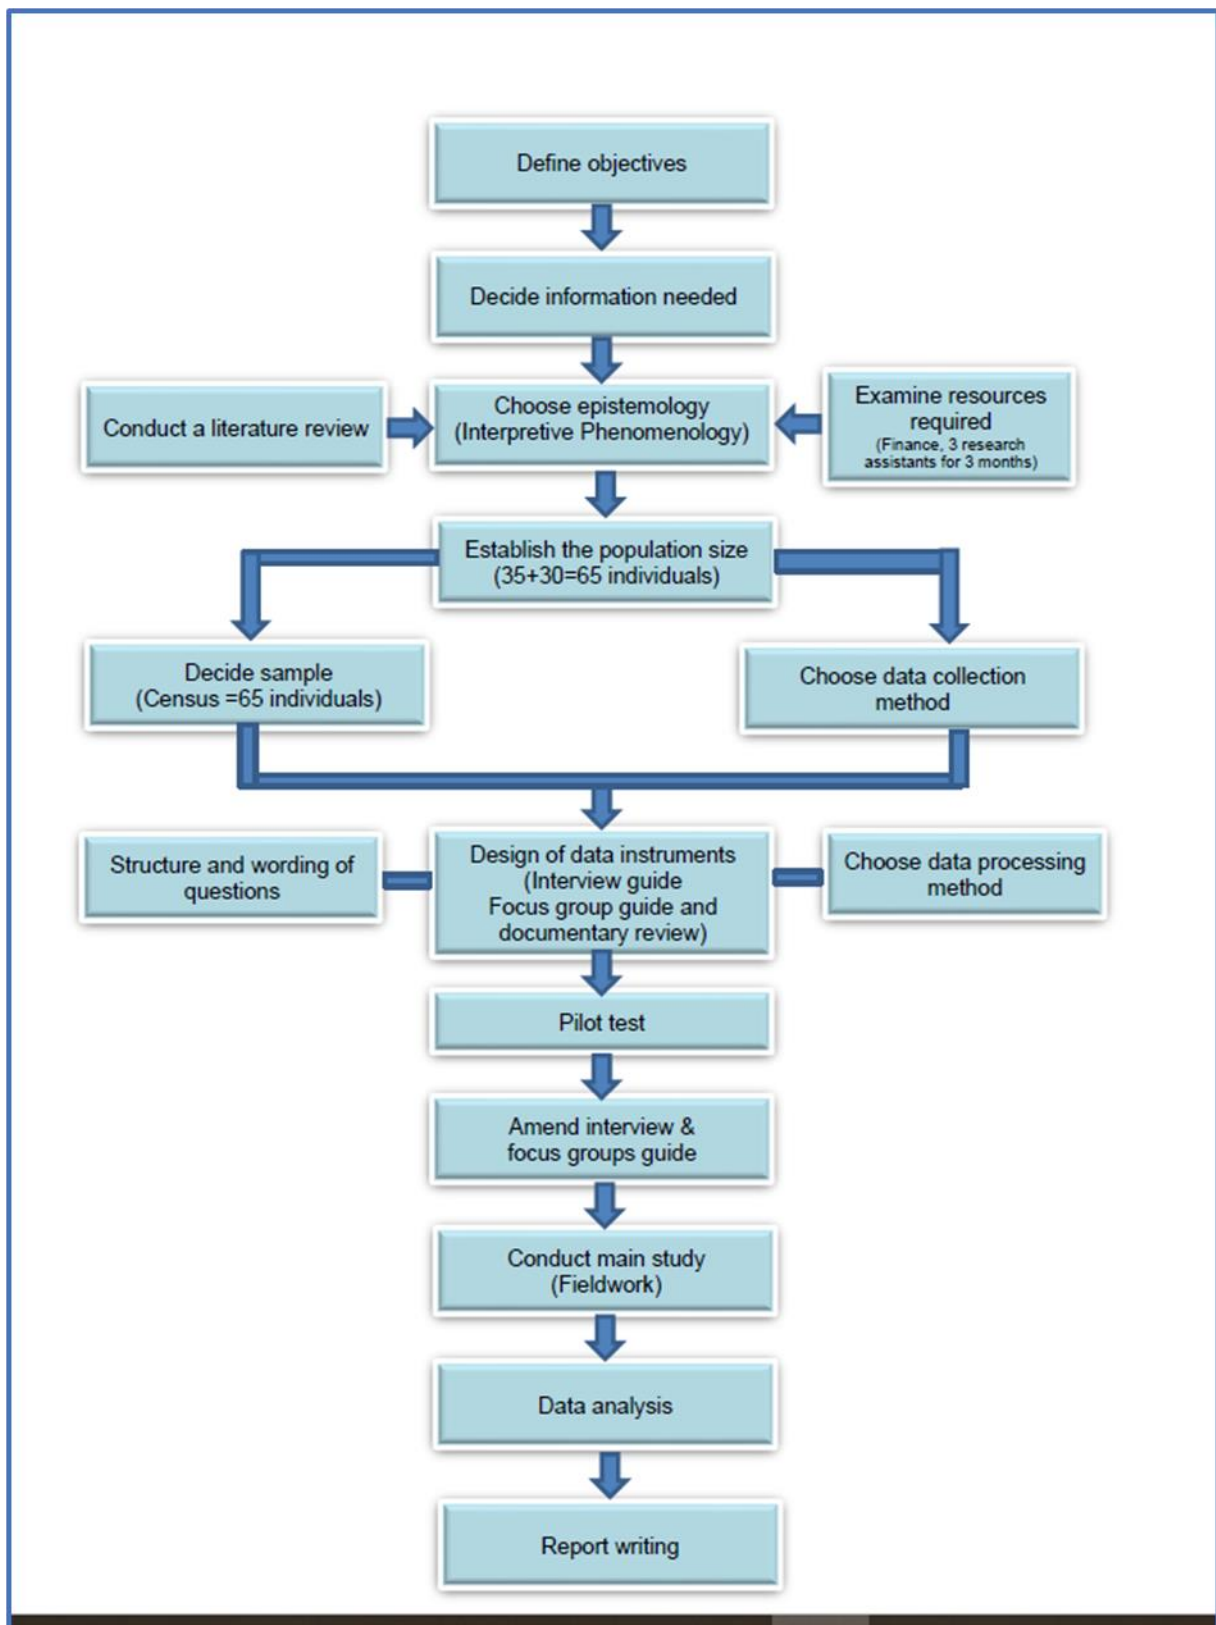 Define objectives
Decide information needed
Conduct a literature review
Choose epistemology
(Interpretive Phenomenology)
Examine resources
required
(Finance, 3 research
assistants for 3 months)
Establish the population size
(35+30=65 individuals)
Decide sample
(Census =65 individuals)
Choose data collection
method
Structure and wording of
questions
Design of data instruments
(Interview guide
Focus group guide and
documentary review)
Choose data processing
method
Pilot test
Amend interview &
focus groups guide
Conduct main study
(Fieldwork)
Data analysis
Report writing